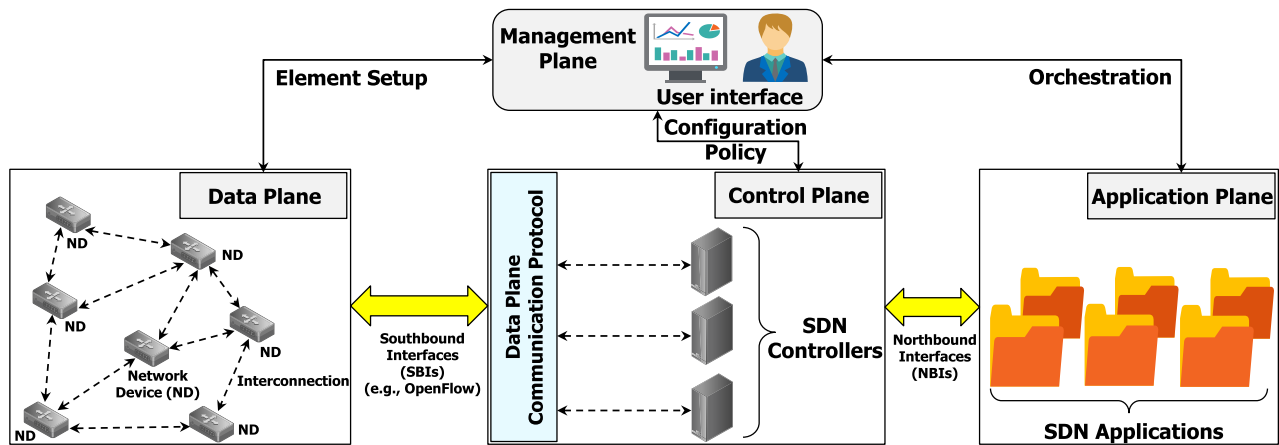 Management
Plane
User interface
Element Setup
Orchestration
Configuration
Policy
Data Plane
ND
ND
ND
ND
Network
Device (ND)
Interconnection
ND
ND
Southbound
Interfaces
(SBIs)
(e.g., OpenFlow)
Data Plane
Communication Protocol
Control Plane
SDN
Controllers
Northbound
Interfaces
(NBIs)
Application Plane
SDN Applications